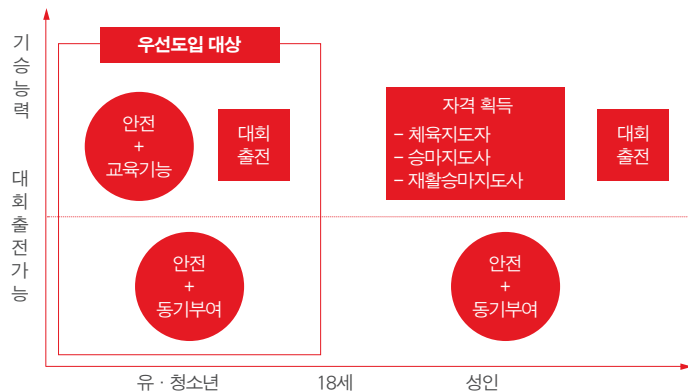 기승능력
대회출전가능
우선도입 대상
안전
+
교육기능
대회
출전
자격 획득
– 체육지도자
– 승마지도사
– 재활승마지도사
대회
출전
안전
+
동기부여
안전
+
동기부여
유 · 청소년
18세
성인